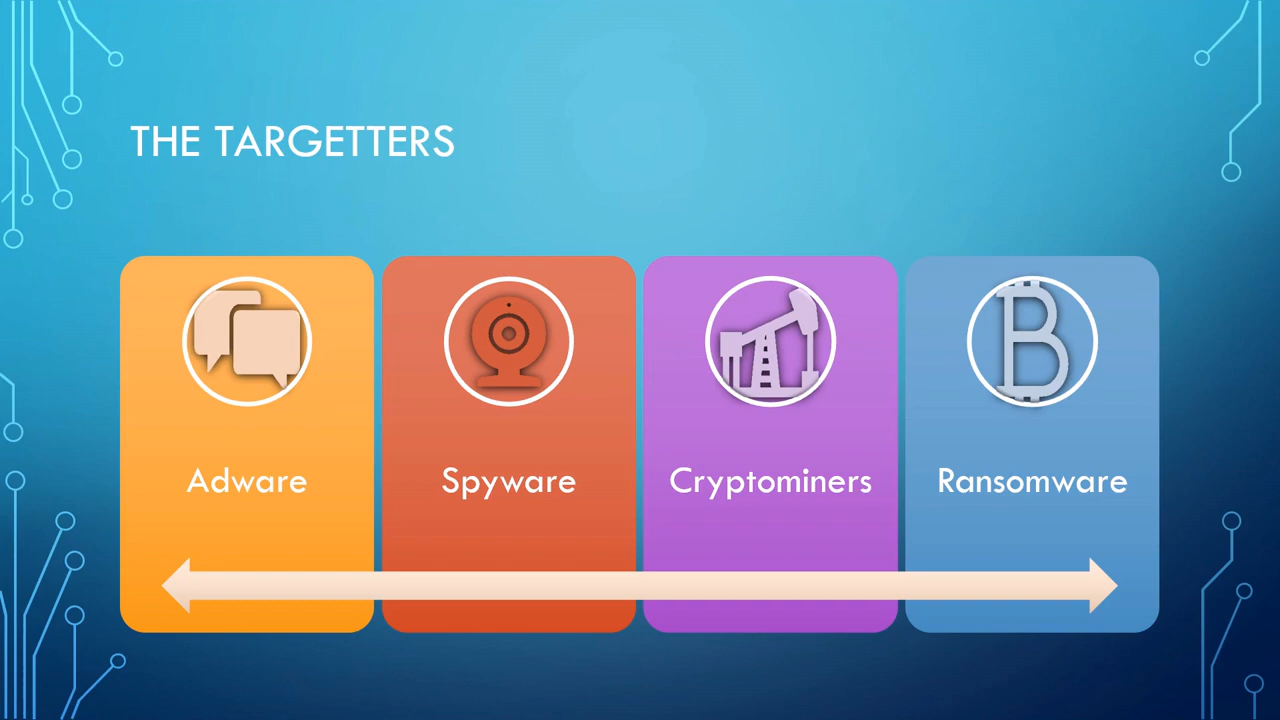 THE TARGETTERS
Adware
Spyware
Cryptominers
Ransomware